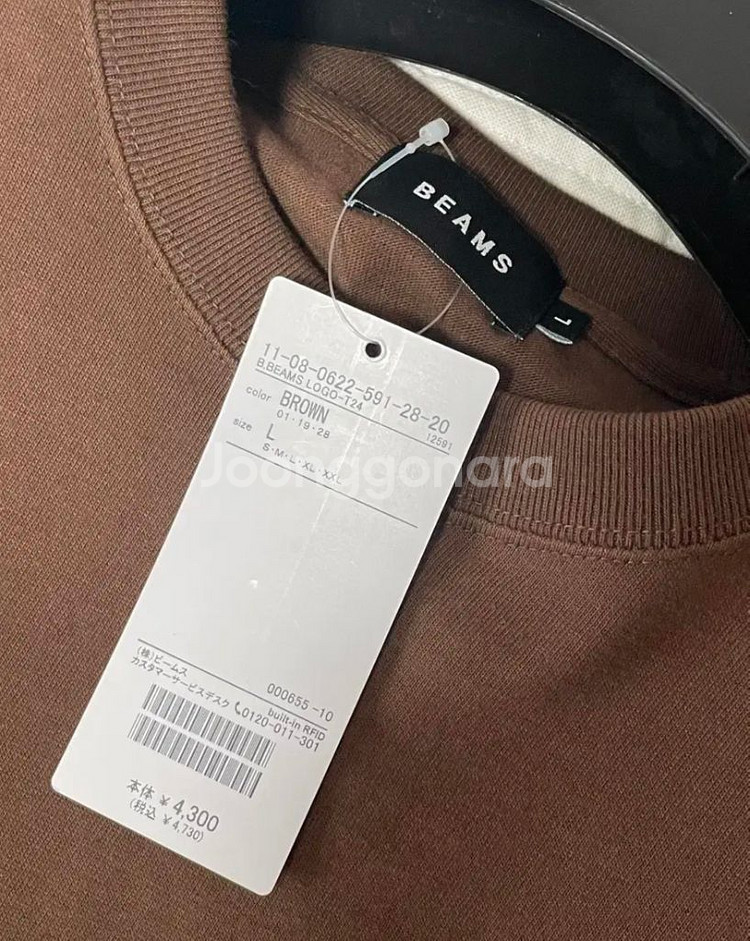 BEAMS
L
11-08-0622-591-28-20
B.BEAMS LOGO-T24 12591
color BROWN
01・19・28
size L
S・M・L・XL・XXL
Joonggonara
(株)ビームス 000655 -10
カスタマーサービスデスク built-in RFID
0120-011-301
本体 ¥ 4,300
(税込 ¥ 4,730)